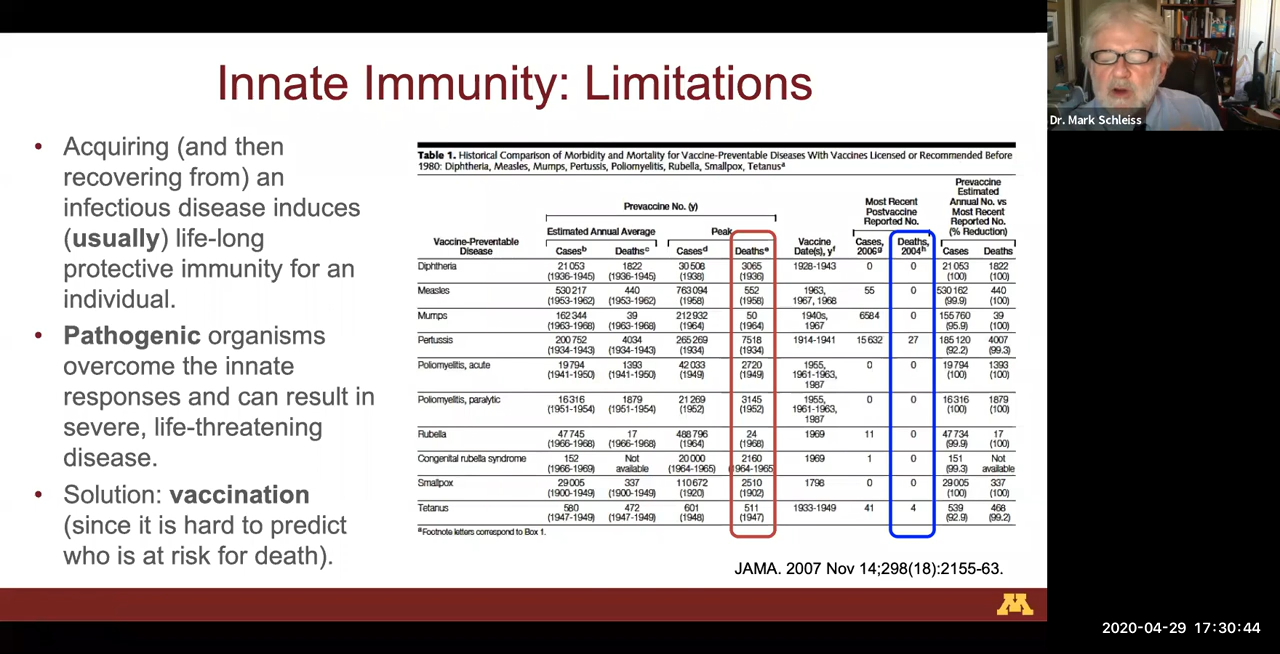 Innate Immunity: Limitations
• Acquiring (and then
recovering from) an
infectious disease induces
(usually) life-long
protective immunity for an
individual.
• Pathogenic organisms
overcome the innate
responses and can result in
severe, life-threatening
disease.
• Solution: vaccination
(since it is hard to predict
who is at risk for death).
Table 1. Historical Comparison of Morbidity and Mortality for Vaccine-Preventable Diseases With Vaccines Licensed or Recommended Before
1980: Diphtheria, Measles, Mumps, Pertussis, Poliomyelitis, Rubella, Smallpox, Tetanusᵃ
Prevaccine No. (y)
Estimated Annual Average
Peak
Most Recent
Postvaccine
Reported No.
Prevaccine
Estimated
Annual No. vs
Most Recent
Reported No.
(% Reduction)
Vaccine-Preventable
Disease
Casesᵇ Deathsᶜ Casesᵈ Deathsᵉ
Vaccine
Date(s), yᶠ
Cases,
2006ᵍ
Deaths,
2004ʰ
Cases Deaths
Diphtheria 21 053 1822 30 508 3065 1928-1943 0 0 21 053 1822
(1936-1945) (1936-1945) (1938) (1936) (100) (100)
Measles 530 217 440 763 094 552 1963, 55 0 530 162 440
(1953-1962) (1953-1962) (1958) (1958) 1967, 1968 (99.9) (100)
Mumps 162 344 39 212 932 50 1940s, 6584 0 155 760 39
(1963-1968) (1963-1968) (1964) (1964) 1967 (95.9) (100)
Pertussis 200 752 4034 265 269 7518 1914-1941 15 632 27 185 120 4007
(1934-1943) (1934-1943) (1934) (1934) (92.2) (99.3)
Poliomyelitis, acute 19 794 1393 42 033 2720 1955, 0 0 19 794 1393
(1941-1950) (1941-1950) (1949) (1949) 1961-1963, (100) (100)
1987
Poliomyelitis, paralytic 16 316 1879 21 269 3145 1955, 0 0 16 316 1879
(1951-1954) (1951-1954) (1952) (1952) 1961-1963, (100) (100)
1987
Rubella 47 745 17 488 796 24 1969 11 0 47 734 17
(1966-1968) (1966-1968) (1964) (1968) (99.9) (100)
Congenital rubella syndrome 152 Not 20 000 2160 1969 1 0 151 Not
(1966-1969) available (1964-1965) (1964-1965 (99.3) available
Smallpox 29 005 337 110 672 2510 1798 0 0 29 005 337
(1900-1949) (1900-1949) (1920) (1902) (100) (100)
Tetanus 580 472 601 511 1933-1949 41 4 539 468
(1947-1949) (1947-1949) (1948) (1947) (92.9) (99.2)
ᵃFootnote letters correspond to Box 1.
JAMA. 2007 Nov 14;298(18):2155-63.
M
Dr. Mark Schleiss
2020-04-29 17:30:44